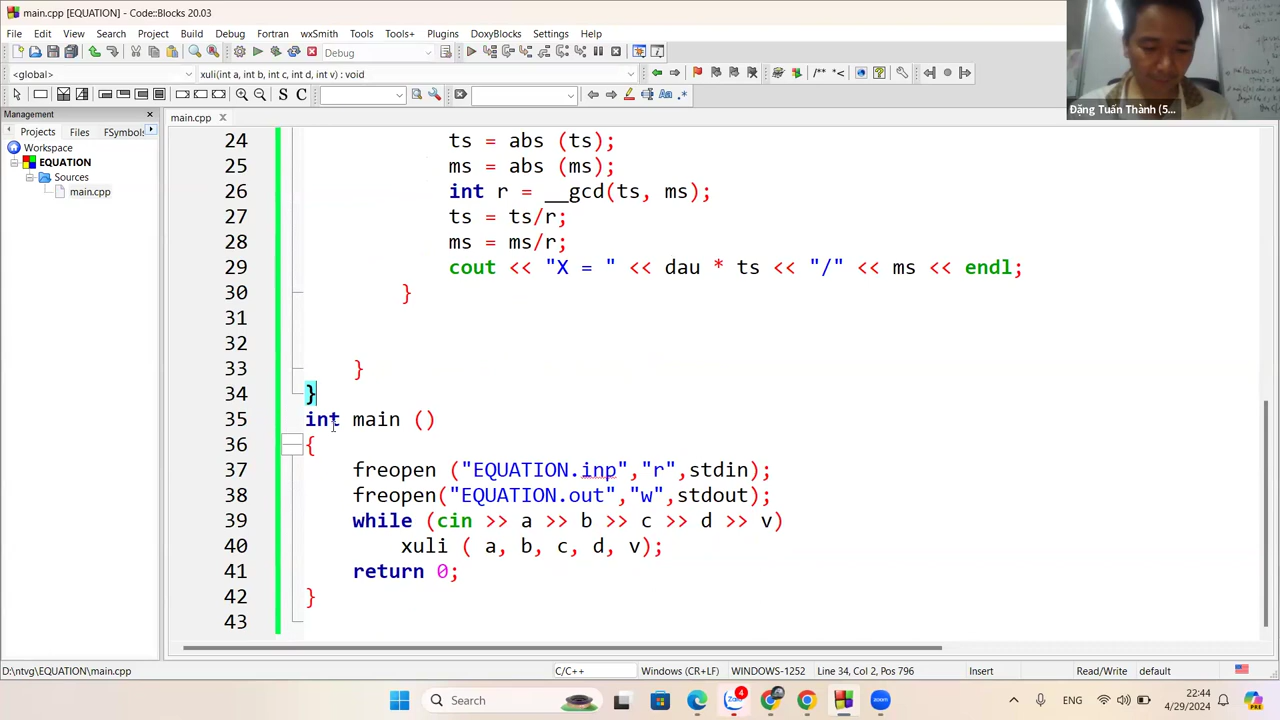 main.cpp [EQUATION] - Code::Blocks 20.03
File Edit View Search Project Build Debug Fortran wxSmith Tools Tools+ Plugins DoxyBlocks Settings Help
Debug
<global> xuli(int a, int b, int c, int d, int v) : void
S C
Đặng Tuấn Thành (5...
Management
Projects Files FSymbols
Workspace
EQUATION
Sources
main.cpp
main.cpp
24 ts = abs (ts);
25 ms = abs (ms);
26 int r = __gcd(ts, ms);
27 ts = ts/r;
28 ms = ms/r;
29 cout << "X = " << dau * ts << "/" << ms << endl;
30 }
31
32
33 }
34 }
35 int main ()
36 {
37 freopen ("EQUATION.inp","r",stdin);
38 freopen("EQUATION.out","w",stdout);
39 while (cin >> a >> b >> c >> d >> v)
40 xuli ( a, b, c, d, v);
41 return 0;
42 }
43
D:\ntvg\EQUATION\main.cpp C/C++ Windows (CR+LF) WINDOWS-1252 Line 34, Col 2, Pos 796 Insert Read/Write default
Search
4
ENG
22:44
4/29/2024